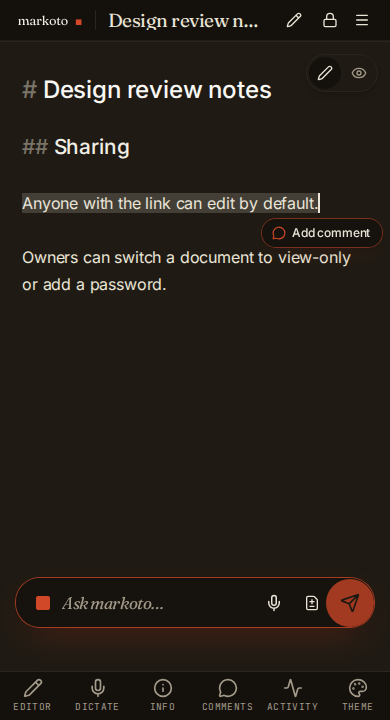 markoto
Design review n...
# Design review notes
## Sharing
Anyone with the link can edit by default.
Add comment
Owners can switch a document to view-only
or add a password.
Ask markoto...
EDITOR
DICTATE
INFO
COMMENTS
ACTIVITY
THEME